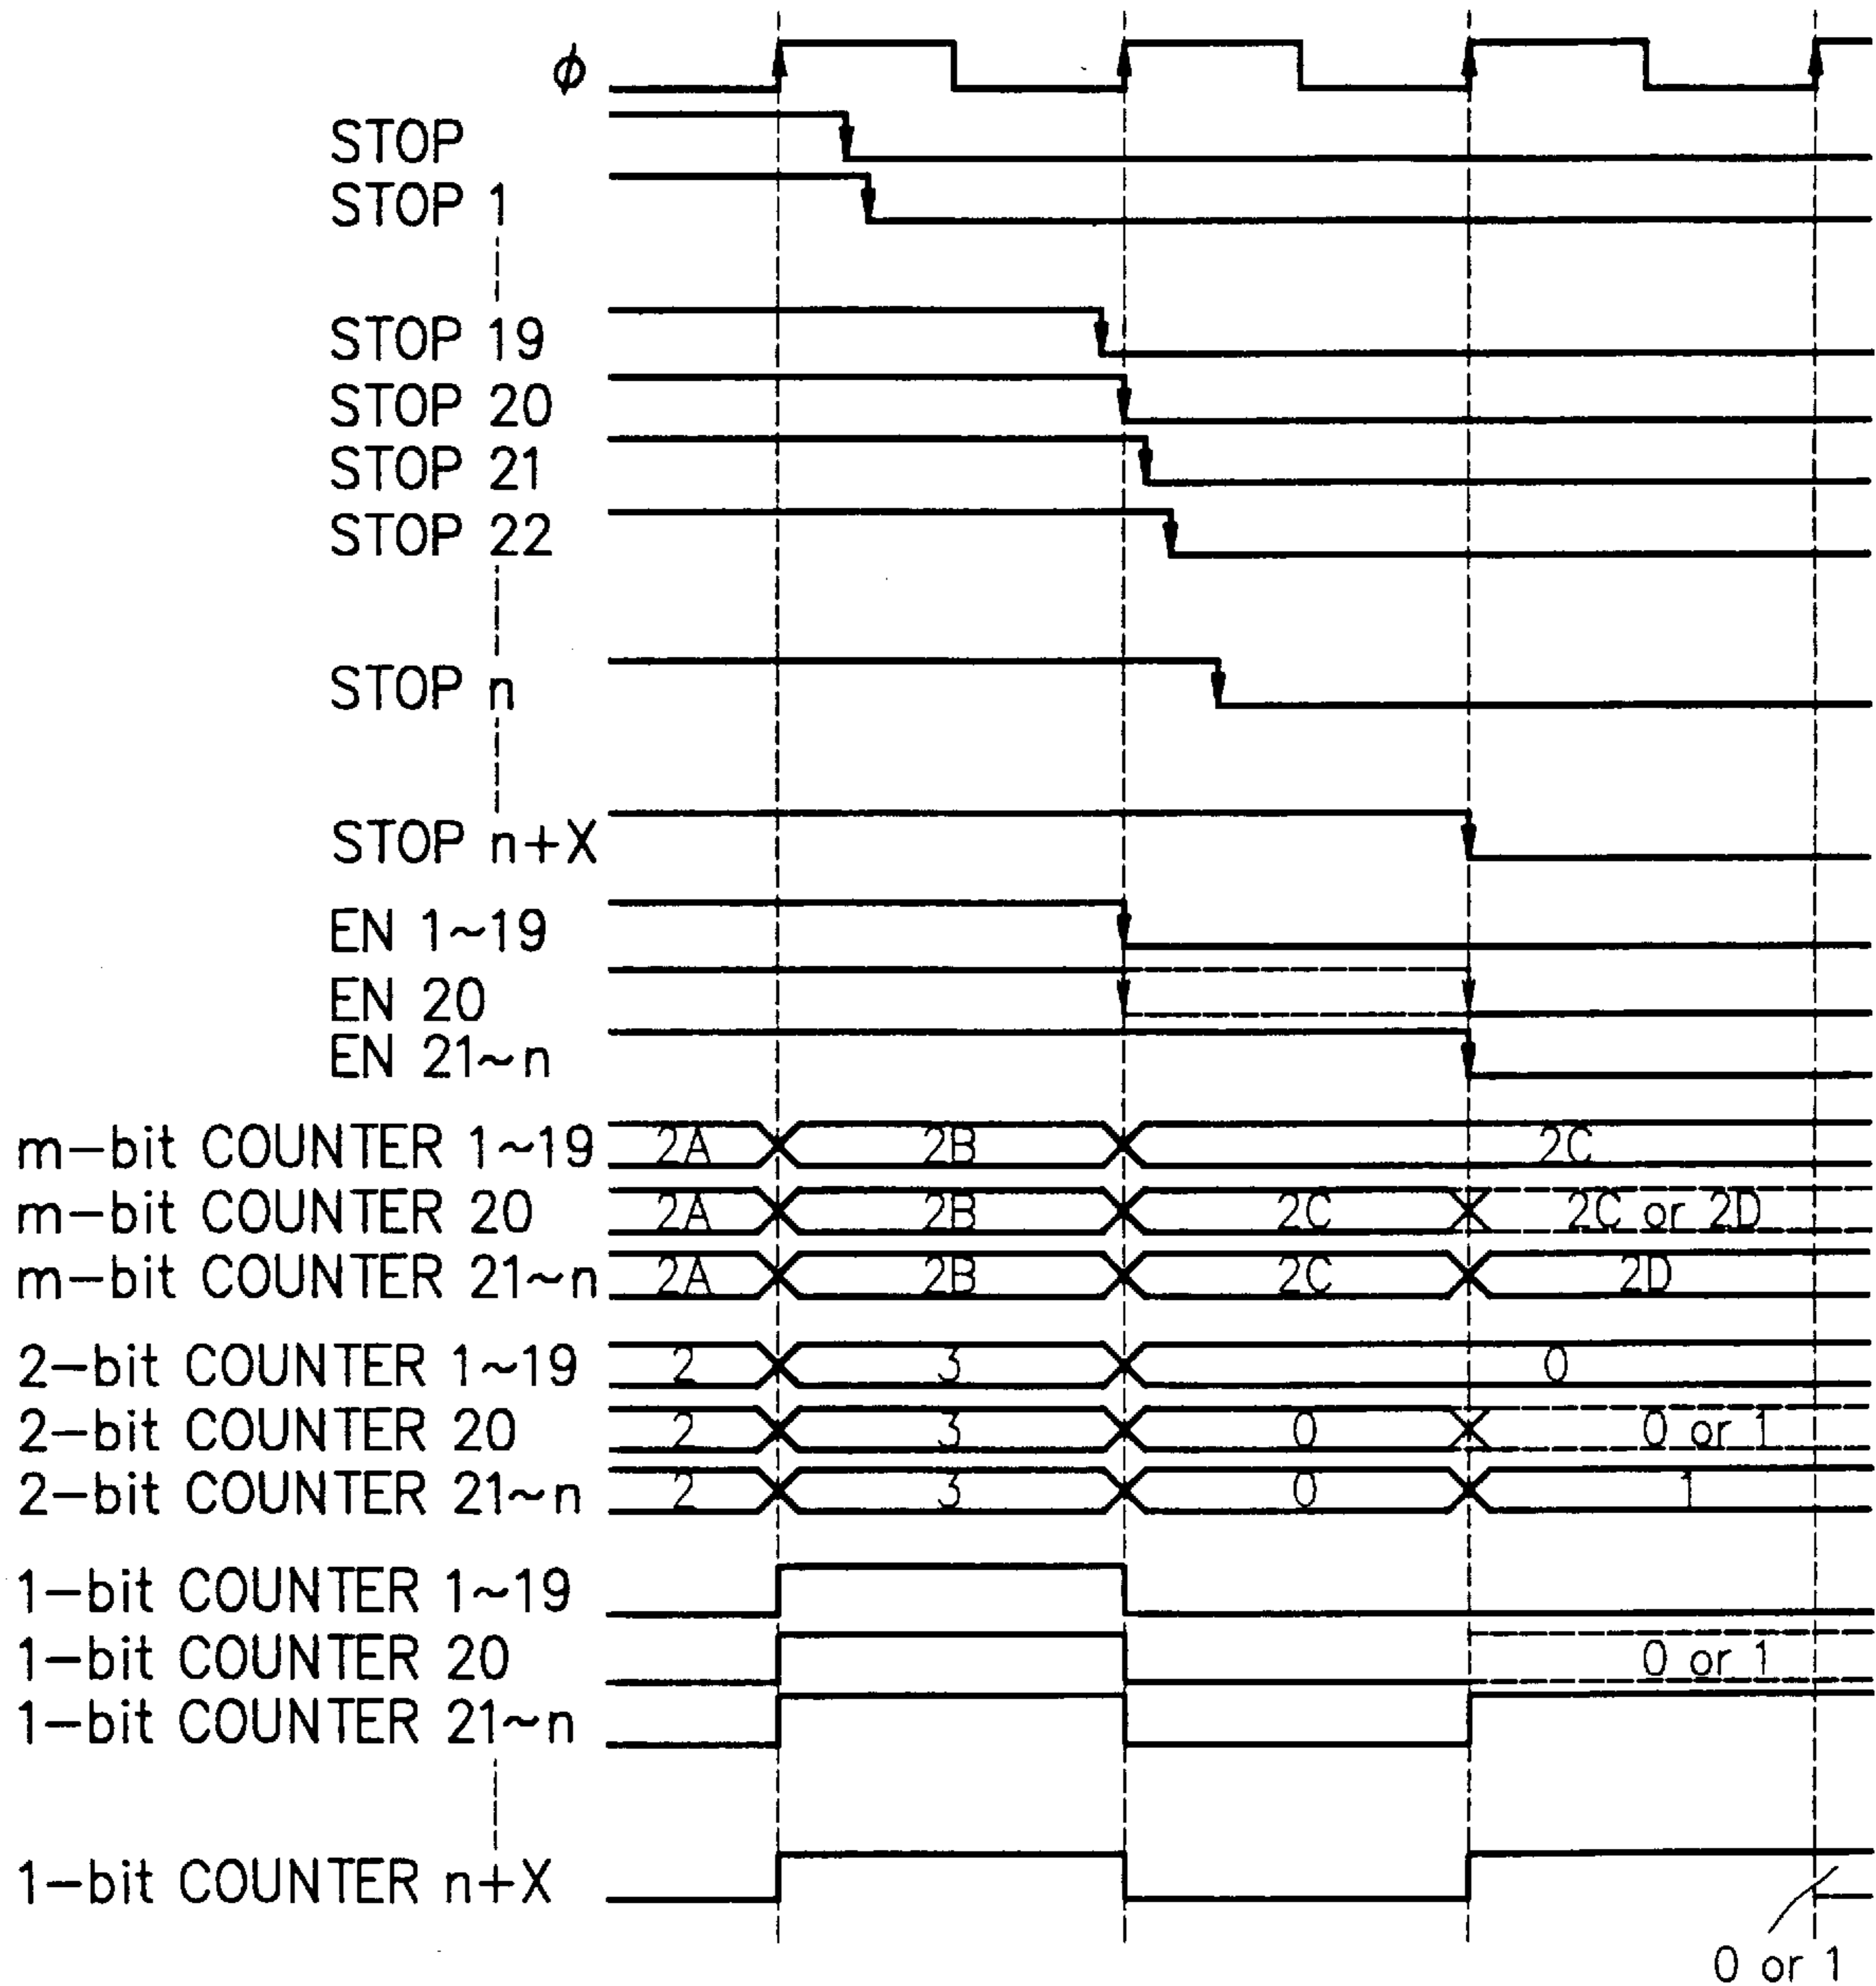 ϕ
STOP
STOP 1
STOP 19
STOP 20
STOP 21
STOP 22
STOP n
STOP n+X
EN 1~19
EN 20
EN 21~n
m-bit COUNTER 1~19 2A 2B 2C
m-bit COUNTER 20 2A 2B 2C 2C or 2D
m-bit COUNTER 21~n 2A 2B 2C 2D
2-bit COUNTER 1~19 2 3 0
2-bit COUNTER 20 2 3 0 0 or 1
2-bit COUNTER 21~n 2 3 0 1
1-bit COUNTER 1~19
1-bit COUNTER 20 0 or 1
1-bit COUNTER 21~n
1-bit COUNTER n+X
0 or 1